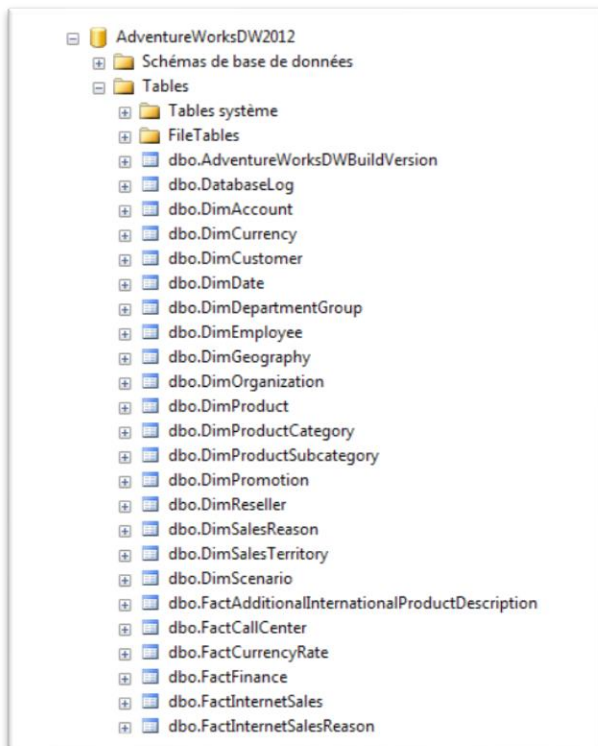 AdventureWorksDW2012
Schémas de base de données
Tables
Tables système
FileTables
dbo.AdventureWorksDWBuildVersion
dbo.DatabaseLog
dbo.DimAccount
dbo.DimCurrency
dbo.DimCustomer
dbo.DimDate
dbo.DimDepartmentGroup
dbo.DimEmployee
dbo.DimGeography
dbo.DimOrganization
dbo.DimProduct
dbo.DimProductCategory
dbo.DimProductSubcategory
dbo.DimPromotion
dbo.DimReseller
dbo.DimSalesReason
dbo.DimSalesTerritory
dbo.DimScenario
dbo.FactAdditionalInternationalProductDescription
dbo.FactCallCenter
dbo.FactCurrencyRate
dbo.FactFinance
dbo.FactInternetSales
dbo.FactInternetSalesReason